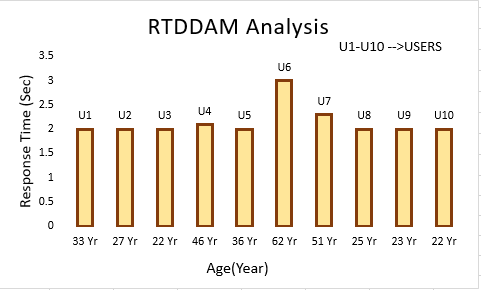 RTDDAM Analysis
U1-U10 -->USERS
Response Time (Sec)
3.5
3
2.5
2
1.5
1
0.5
0
U1 U2 U3 U4 U5 U6 U7 U8 U9 U10
33 Yr 27 Yr 22 Yr 46 Yr 36 Yr 62 Yr 51 Yr 25 Yr 23 Yr 22 Yr
Age(Year)